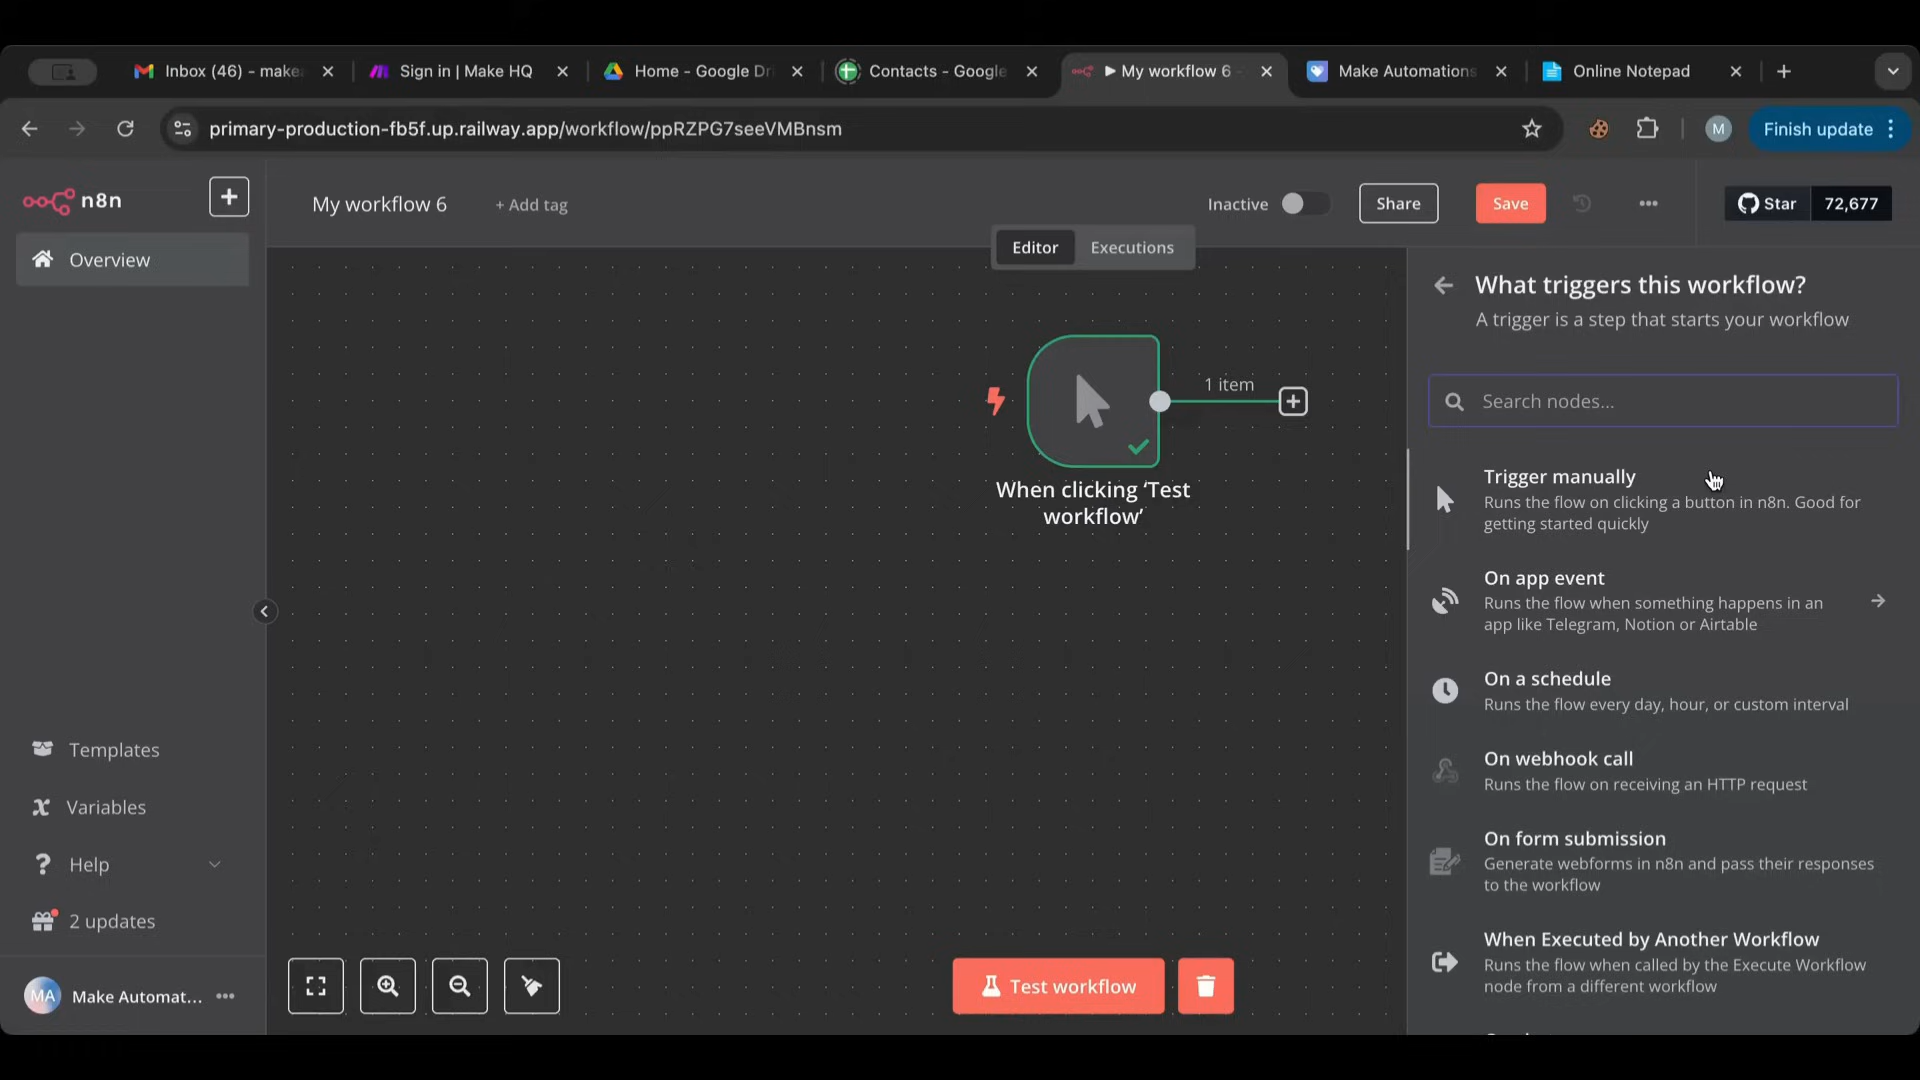 Inbox (46) - make
Sign in | Make HQ
Home - Google Dri
Contacts - Google
My workflow 6 -
Make Automations
Online Notepad
primary-production-fb5f.up.railway.app/workflow/ppRZPG7seeVMBnsm
M
Finish update
n8n
My workflow 6
+ Add tag
Inactive
Share
Save
Star
72,677
Overview
Editor
Executions
What triggers this workflow?
A trigger is a step that starts your workflow
1 item
Search nodes...
When clicking ‘Test
workflow’
Trigger manually
Runs the flow on clicking a button in n8n. Good for
getting started quickly
On app event
Runs the flow when something happens in an
app like Telegram, Notion or Airtable
On a schedule
Runs the flow every day, hour, or custom interval
On webhook call
Runs the flow on receiving an HTTP request
On form submission
Generate webforms in n8n and pass their responses
to the workflow
When Executed by Another Workflow
Runs the flow when called by the Execute Workflow
node from a different workflow
Templates
Variables
Help
2 updates
MA
Make Automat...
Test workflow